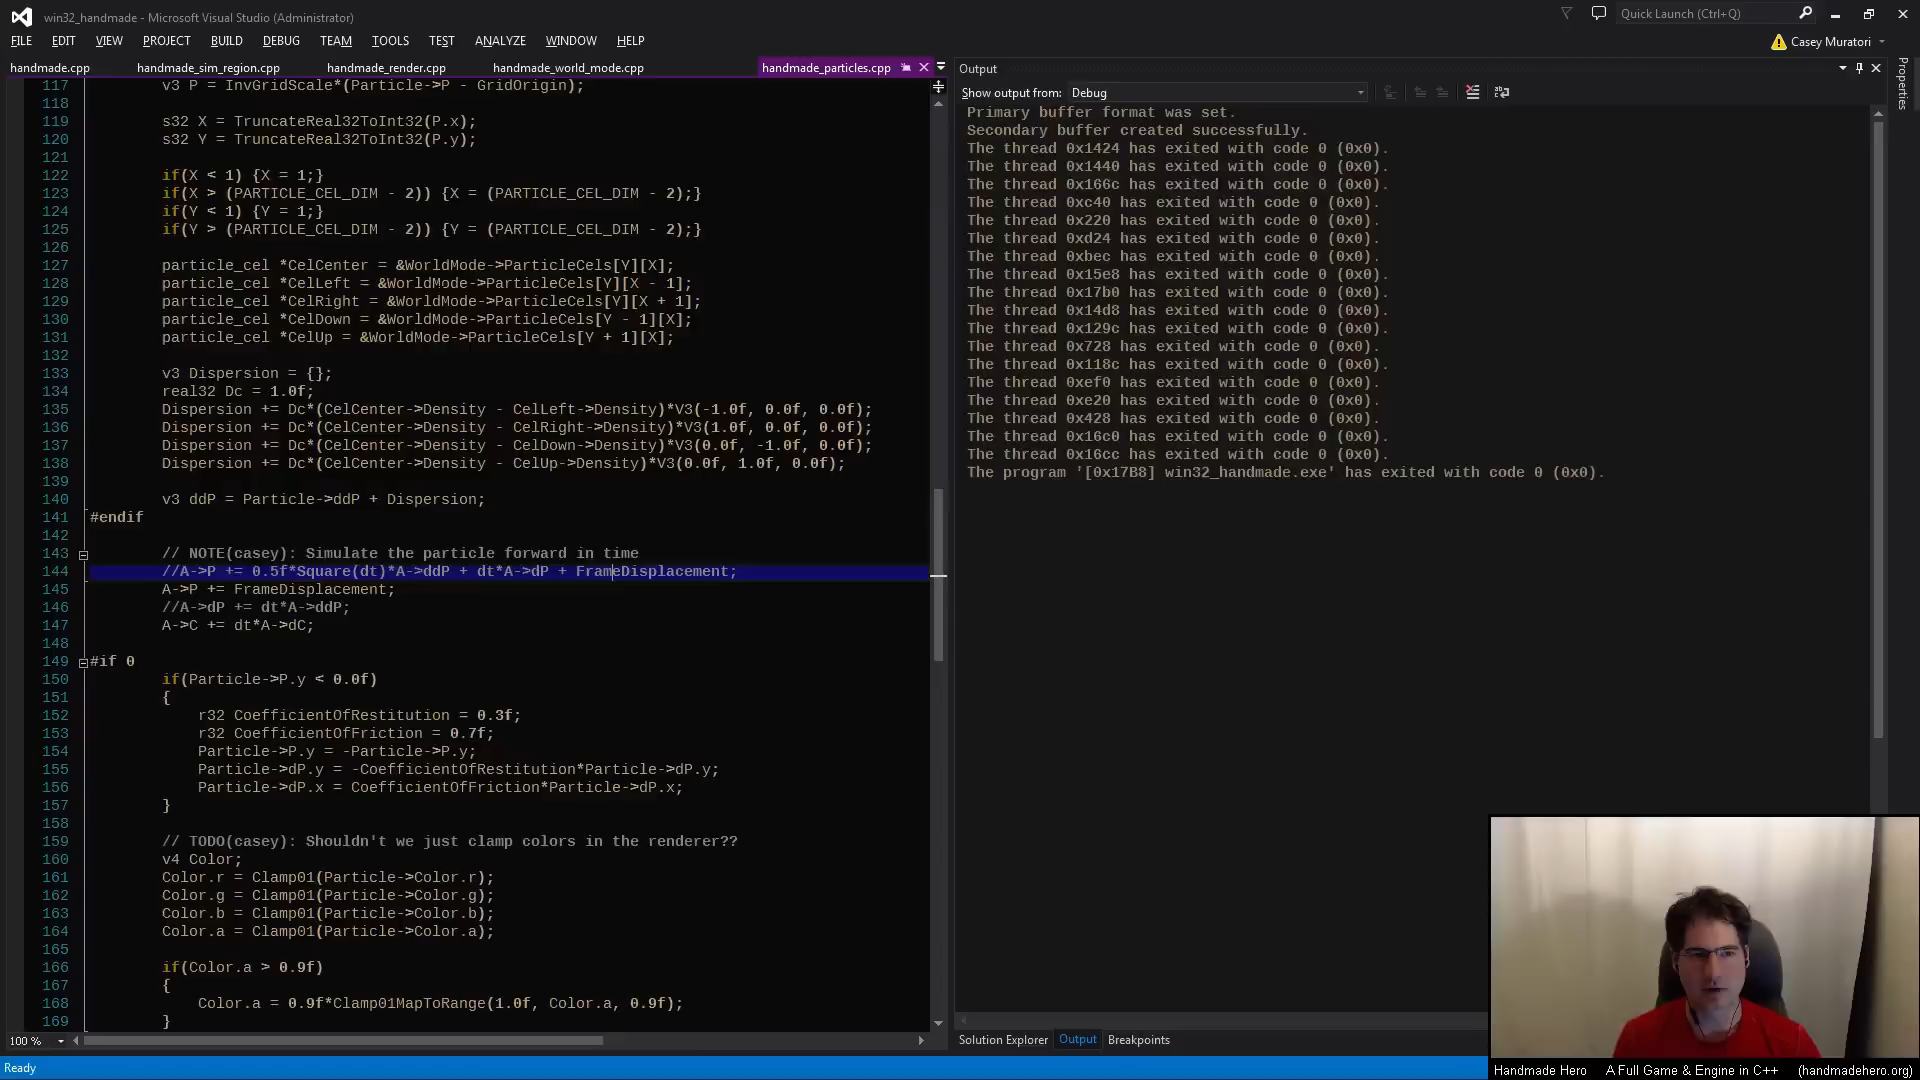 win32_handmade - Microsoft Visual Studio (Administrator)
Quick Launch (Ctrl+Q)
FILE EDIT VIEW PROJECT BUILD DEBUG TEAM TOOLS TEST ANALYZE WINDOW HELP
Casey Muratori
handmade.cpp handmade_sim_region.cpp handmade_render.cpp handmade_world_mode.cpp handmade_particles.cpp
117 v3 P = InvGridScale*(Particle->P - GridOrigin);
118
119 s32 X = TruncateReal32ToInt32(P.x);
120 s32 Y = TruncateReal32ToInt32(P.y);
121
122 if(X < 1) {X = 1;}
123 if(X > (PARTICLE_CEL_DIM - 2)) {X = (PARTICLE_CEL_DIM - 2);}
124 if(Y < 1) {Y = 1;}
125 if(Y > (PARTICLE_CEL_DIM - 2)) {Y = (PARTICLE_CEL_DIM - 2);}
126
127 particle_cel *CelCenter = &WorldMode->ParticleCels[Y][X];
128 particle_cel *CelLeft = &WorldMode->ParticleCels[Y][X - 1];
129 particle_cel *CelRight = &WorldMode->ParticleCels[Y][X + 1];
130 particle_cel *CelDown = &WorldMode->ParticleCels[Y - 1][X];
131 particle_cel *CelUp = &WorldMode->ParticleCels[Y + 1][X];
132
133 v3 Dispersion = {};
134 real32 Dc = 1.0f;
135 Dispersion += Dc*(CelCenter->Density - CelLeft->Density)*V3(-1.0f, 0.0f, 0.0f);
136 Dispersion += Dc*(CelCenter->Density - CelRight->Density)*V3(1.0f, 0.0f, 0.0f);
137 Dispersion += Dc*(CelCenter->Density - CelDown->Density)*V3(0.0f, -1.0f, 0.0f);
138 Dispersion += Dc*(CelCenter->Density - CelUp->Density)*V3(0.0f, 1.0f, 0.0f);
139
140 v3 ddP = Particle->ddP + Dispersion;
141 #endif
142
143 // NOTE(casey): Simulate the particle forward in time
144 //A->P += 0.5f*Square(dt)*A->ddP + dt*A->dP + FrameDisplacement;
145 A->P += FrameDisplacement;
146 //A->dP += dt*A->ddP;
147 A->C += dt*A->dC;
148
149 #if 0
150 if(Particle->P.y < 0.0f)
151 {
152 r32 CoefficientOfRestitution = 0.3f;
153 r32 CoefficientOfFriction = 0.7f;
154 Particle->P.y = -Particle->P.y;
155 Particle->dP.y = -CoefficientOfRestitution*Particle->dP.y;
156 Particle->dP.x = CoefficientOfFriction*Particle->dP.x;
157 }
158
159 // TODO(casey): Shouldn't we just clamp colors in the renderer??
160 v4 Color;
161 Color.r = Clamp01(Particle->Color.r);
162 Color.g = Clamp01(Particle->Color.g);
163 Color.b = Clamp01(Particle->Color.b);
164 Color.a = Clamp01(Particle->Color.a);
165
166 if(Color.a > 0.9f)
167 {
168 Color.a = 0.9f*Clamp01MapToRange(1.0f, Color.a, 0.9f);
169 }
100 %
Ready
Output
Show output from: Debug
Primary buffer format was set.
Secondary buffer created successfully.
The thread 0x1424 has exited with code 0 (0x0).
The thread 0x1440 has exited with code 0 (0x0).
The thread 0x166c has exited with code 0 (0x0).
The thread 0xc40 has exited with code 0 (0x0).
The thread 0x220 has exited with code 0 (0x0).
The thread 0xd24 has exited with code 0 (0x0).
The thread 0xbec has exited with code 0 (0x0).
The thread 0x15e8 has exited with code 0 (0x0).
The thread 0x17b0 has exited with code 0 (0x0).
The thread 0x14d8 has exited with code 0 (0x0).
The thread 0x129c has exited with code 0 (0x0).
The thread 0x728 has exited with code 0 (0x0).
The thread 0x118c has exited with code 0 (0x0).
The thread 0xef0 has exited with code 0 (0x0).
The thread 0xe20 has exited with code 0 (0x0).
The thread 0x428 has exited with code 0 (0x0).
The thread 0x16c0 has exited with code 0 (0x0).
The thread 0x16cc has exited with code 0 (0x0).
The program '[0x17B8] win32_handmade.exe' has exited with code 0 (0x0).
Solution Explorer Output Breakpoints
Properties
Handmade Hero A Full Game & Engine in C++ (handmadehero.org)